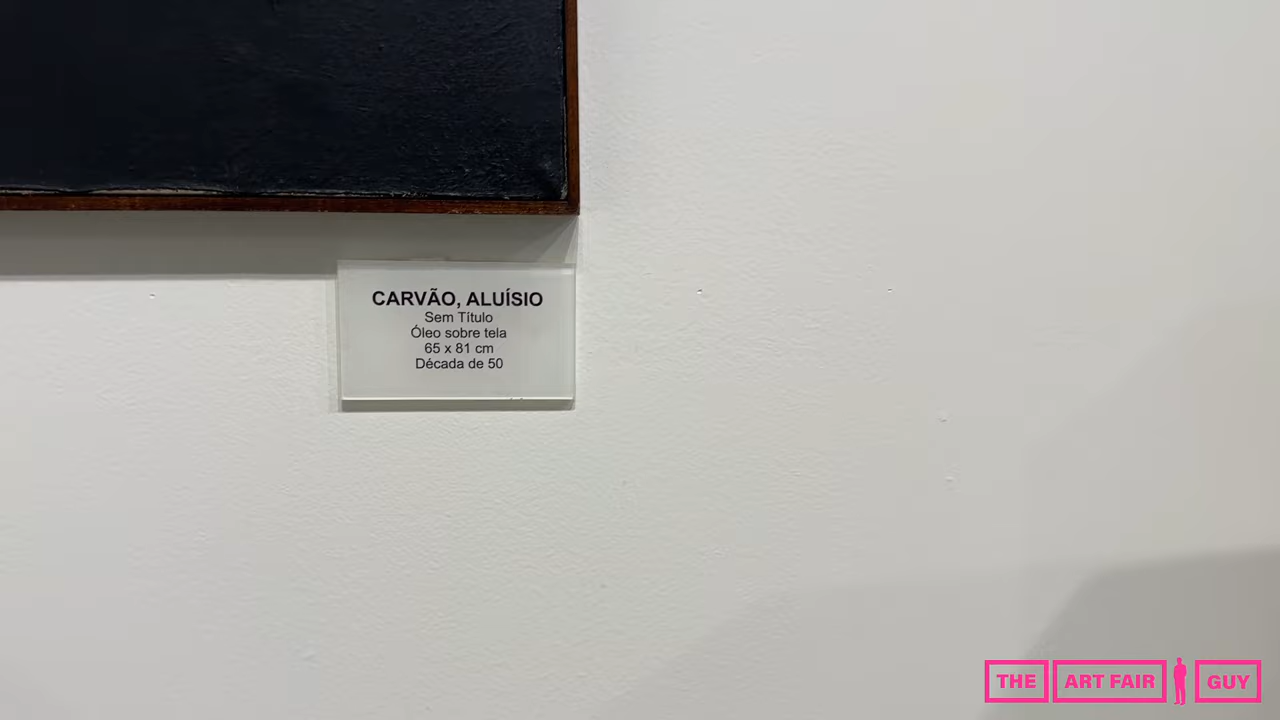 CARVÃO, ALUÍSIO
Sem Título
Óleo sobre tela
65 x 81 cm
Década de 50
THE ART FAIR GUY